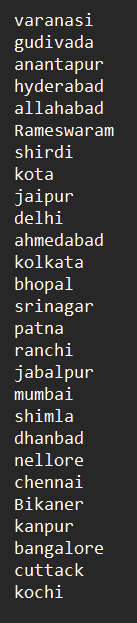 varanasi
gudivada
anantapur
hyderabad
allahabad
Rameswaram
shirdi
kota
jaipur
delhi
ahmedabad
kolkata
bhopal
srinagar
patna
ranchi
jabalpur
mumbai
shimla
dhanbad
nellore
chennai
Bikaner
kanpur
bangalore
cuttack
kochi